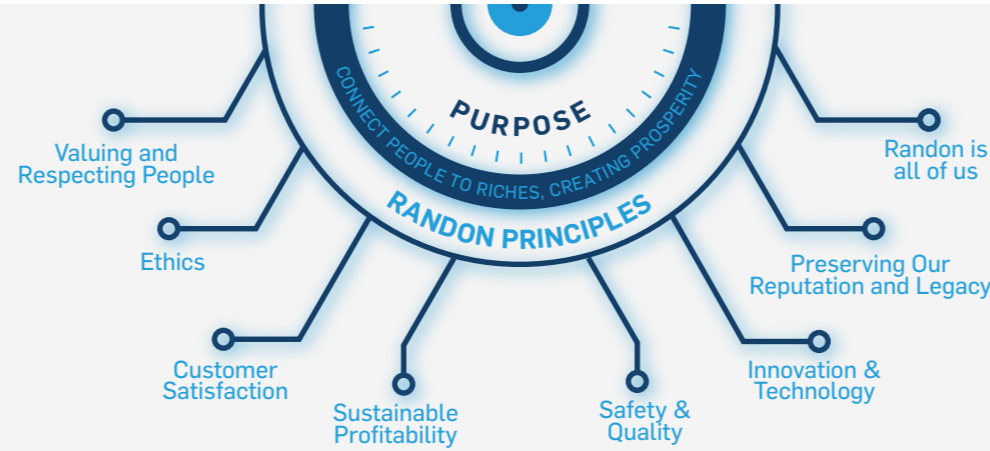 PURPOSE
CONNECT PEOPLE TO RICHES, CREATING PROSPERITY
RANDON PRINCIPLES
Valuing and
Respecting People
Ethics
Customer
Satisfaction
Sustainable
Profitability
Safety &
Quality
Innovation &
Technology
Preserving Our
Reputation and Legacy
Randon is
all of us